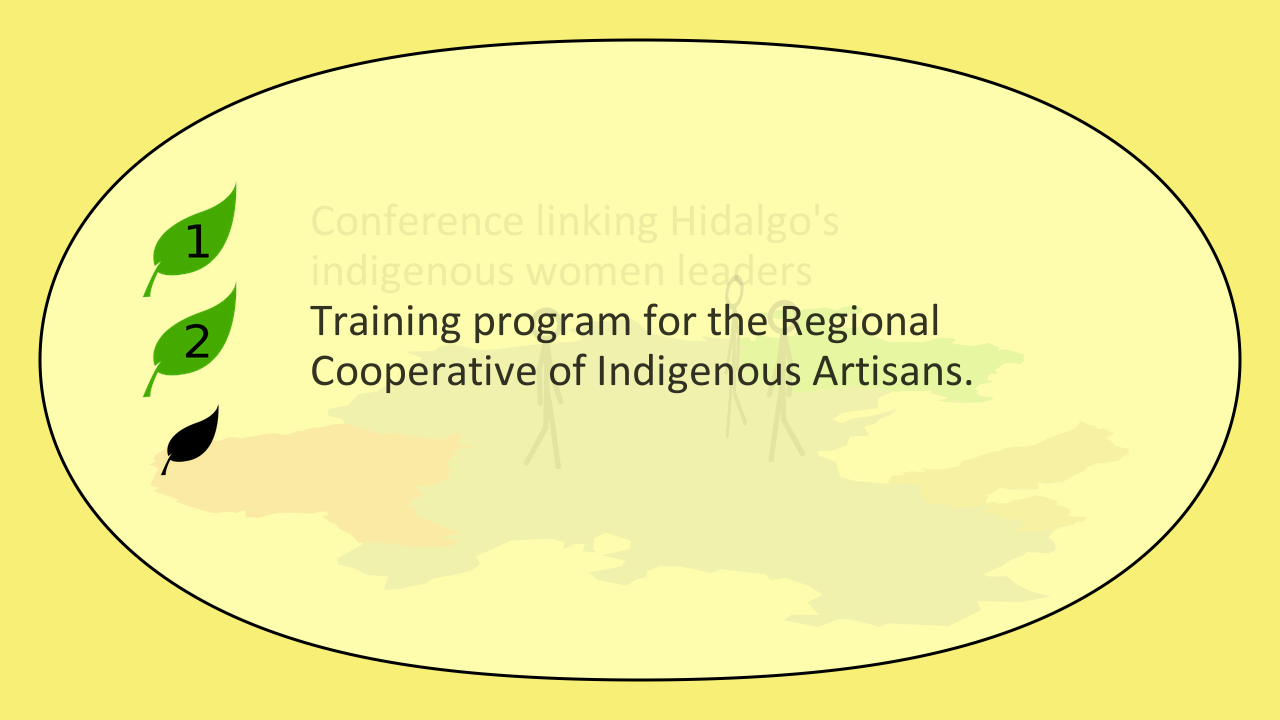 1
Conference linking Hidalgo's
indigenous women leaders
2
Training program for the Regional
Cooperative of Indigenous Artisans.